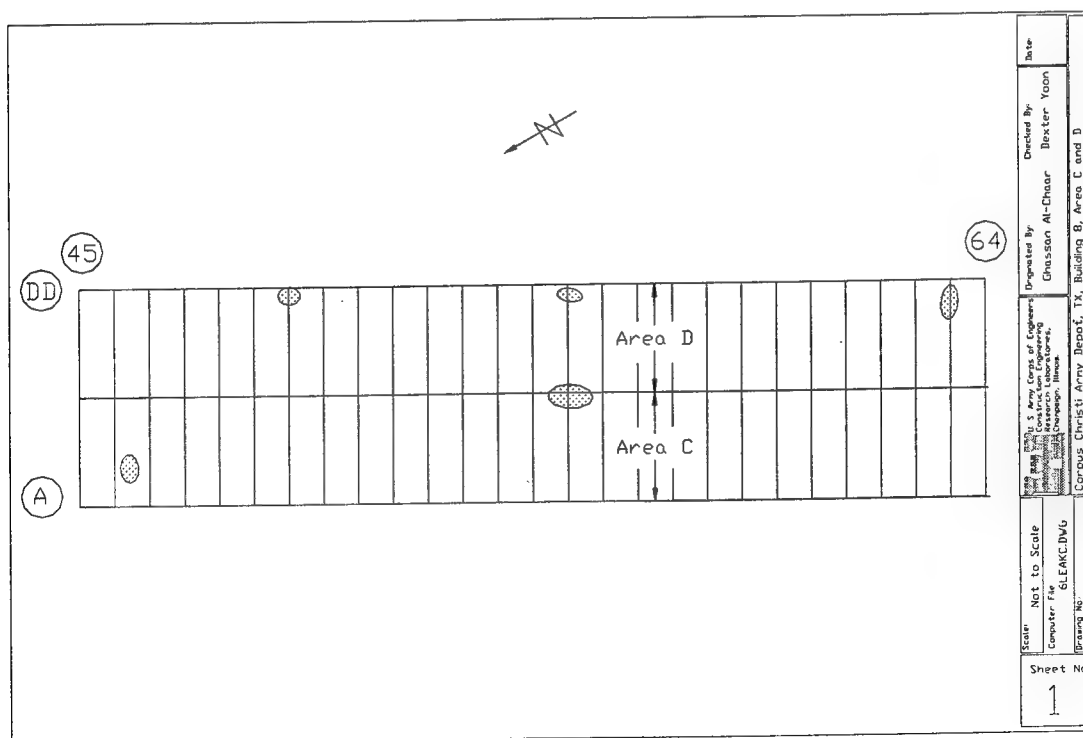 N
45
64
DD
Area D
Area C
A
Date:
Checked By:
Dexter Yoon
Originated By:
Ghassan Al-Chaar
U. S. Army Corps of Engineers
Construction Engineering
Research Laboratories,
Champaign, Illinois
Corpus Christi Army Depot, TX, Building 8, Area C and D
Scale:
Not to Scale
Computer File
6LEAKC.DWG
Drawing No:
Sheet No
1